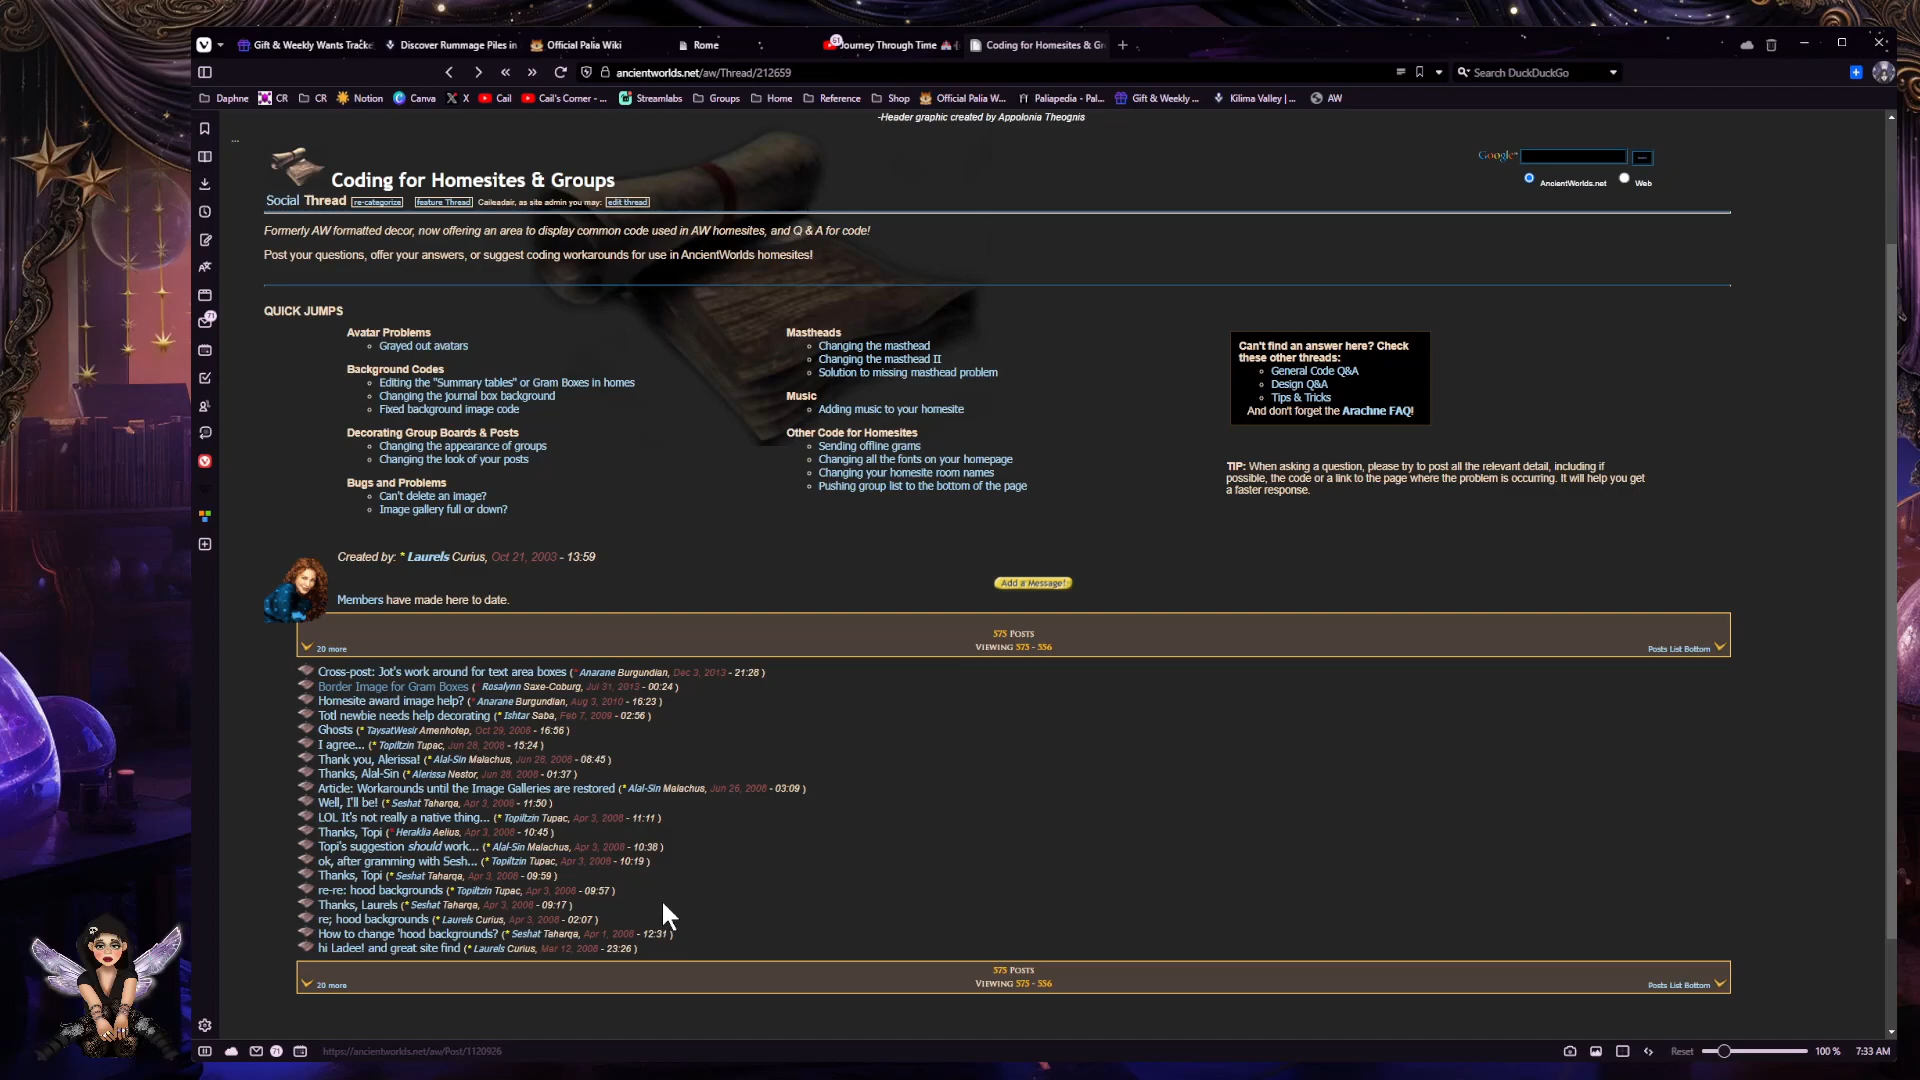 Gift & Weekly Wants Tracke
Discover Rummage Piles in
Official Palia Wiki
Rome
61
Journey Through Time
Coding for Homesites & Gr
ancientworlds.net/aw/Thread/212659
Search DuckDuckGo
Daphne
CR
CR
Notion
Canva
X
Cail
Cail's Corner - ...
Streamlabs
Groups
Home
Reference
Shop
Official Palia W...
Paliapedia - Pal...
Gift & Weekly ...
Kilima Valley | ...
AW
-Header graphic created by Appolonia Theognis
...
Coding for Homesites & Groups
Google™
AncientWorlds.net Web
Social Thread re-categorize feature Thread Caileadair, as site admin you may: edit thread
Formerly AW formatted decor, now offering an area to display common code used in AW homesites, and Q & A for code!
Post your questions, offer your answers, or suggest coding workarounds for use in AncientWorlds homesites!
QUICK JUMPS
Avatar Problems
Grayed out avatars
Background Codes
Editing the "Summary tables" or Gram Boxes in homes
Changing the journal box background
Fixed background image code
Decorating Group Boards & Posts
Changing the appearance of groups
Changing the look of your posts
Bugs and Problems
Can't delete an image?
Image gallery full or down?
Mastheads
Changing the masthead
Changing the masthead II
Solution to missing masthead problem
Music
Adding music to your homesite
Other Code for Homesites
Sending offline grams
Changing all the fonts on your homepage
Changing your homesite room names
Pushing group list to the bottom of the page
Can't find an answer here? Check
these other threads:
General Code Q&A
Design Q&A
Tips & Tricks
And don't forget the Arachne FAQ!
TIP: When asking a question, please try to post all the relevant detail, including if
possible, the code or a link to the page where the problem is occurring. It will help you get
a faster response.
Created by: * Laurels Curius, Oct 21, 2003 - 13:59
Add a Message!
Members have made here to date.
575 Posts
20 more
Viewing 575 - 556
Posts List Bottom
Cross-post: Jot's work around for text area boxes (* Anarane Burgundian, Dec 3, 2013 - 21:28 )
Border Image for Gram Boxes ( Rosalynn Saxe-Coburg, Jul 31, 2013 - 00:24 )
Homesite award image help? (* Anarane Burgundian, Aug 3, 2010 - 16:23 )
Totl newbie needs help decorating (* Ishtar Saba, Feb 7, 2009 - 02:56 )
Ghosts (* TaysatWesir Amenhotep, Oct 29, 2008 - 16:56 )
I agree... (* Topiltzin Tupac, Jun 28, 2008 - 15:24 )
Thank you, Alerissa! (* Alal-Sin Malachus, Jun 28, 2008 - 08:45 )
Thanks, Alal-Sin (* Alerissa Nestor, Jun 28, 2008 - 01:37 )
Article: Workarounds until the Image Galleries are restored (* Alal-Sin Malachus, Jun 26, 2008 - 03:09 )
Well, I'll be! (* Seshat Taharqa, Apr 3, 2008 - 11:50 )
LOL It's not really a native thing... (* Topiltzin Tupac, Apr 3, 2008 - 11:11 )
Thanks, Topi (* Heraklia Aelius, Apr 3, 2008 - 10:45 )
Topi's suggestion should work... (* Alal-Sin Malachus, Apr 3, 2008 - 10:38 )
ok, after gramming with Sesh... (* Topiltzin Tupac, Apr 3, 2008 - 10:19 )
Thanks, Topi (* Seshat Taharqa, Apr 3, 2008 - 09:59 )
re-re: hood backgrounds (* Topiltzin Tupac, Apr 3, 2008 - 09:57 )
Thanks, Laurels (* Seshat Taharqa, Apr 3, 2008 - 09:17 )
re; hood backgrounds (* Laurels Curius, Apr 3, 2008 - 02:07 )
How to change 'hood backgrounds? (* Seshat Taharqa, Apr 1, 2008 - 12:31 )
hi Ladee! and great site find (* Laurels Curius, Mar 12, 2008 - 23:26 )
575 Posts
20 more
Viewing 575 - 556
Posts List Bottom
71
71
https://ancientworlds.net/aw/Post/1120926
Reset
100 %
7:33 AM